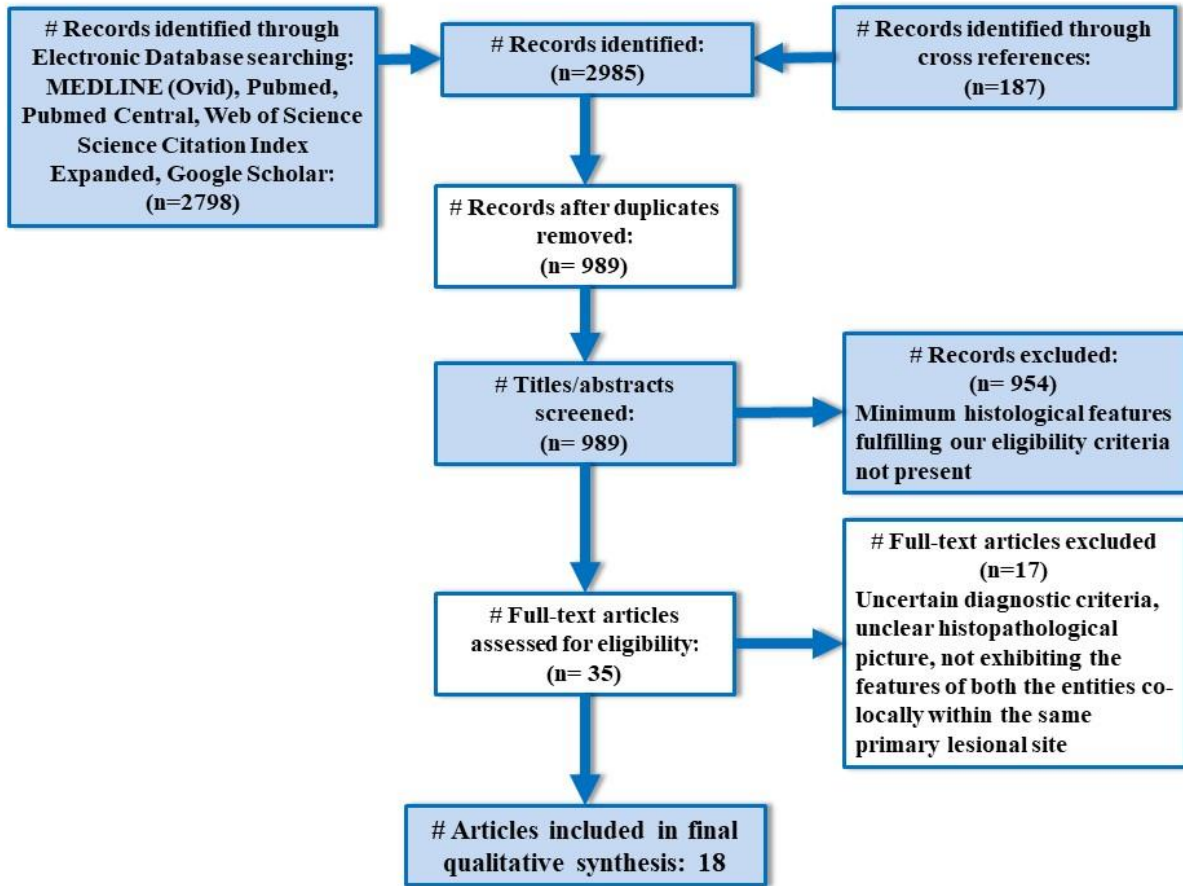 # Records identified through
Electronic Database searching:
MEDLINE (Ovid), Pubmed,
Pubmed Central, Web of Science
Science Citation Index
Expanded, Google Scholar:
(n=2798)
# Records identified:
(n=2985)
# Records identified through
cross references:
(n=187)
# Records after duplicates
removed:
(n= 989)
# Titles/abstracts
screened:
(n= 989)
# Records excluded:
(n= 954)
Minimum histological features
fulfilling our eligibility criteria
not present
# Full-text articles
assessed for eligibility:
(n= 35)
# Full-text articles excluded
(n=17)
Uncertain diagnostic criteria,
unclear histopathological
picture, not exhibiting the
features of both the entities co-
locally within the same
primary lesional site
# Articles included in final
qualitative synthesis: 18